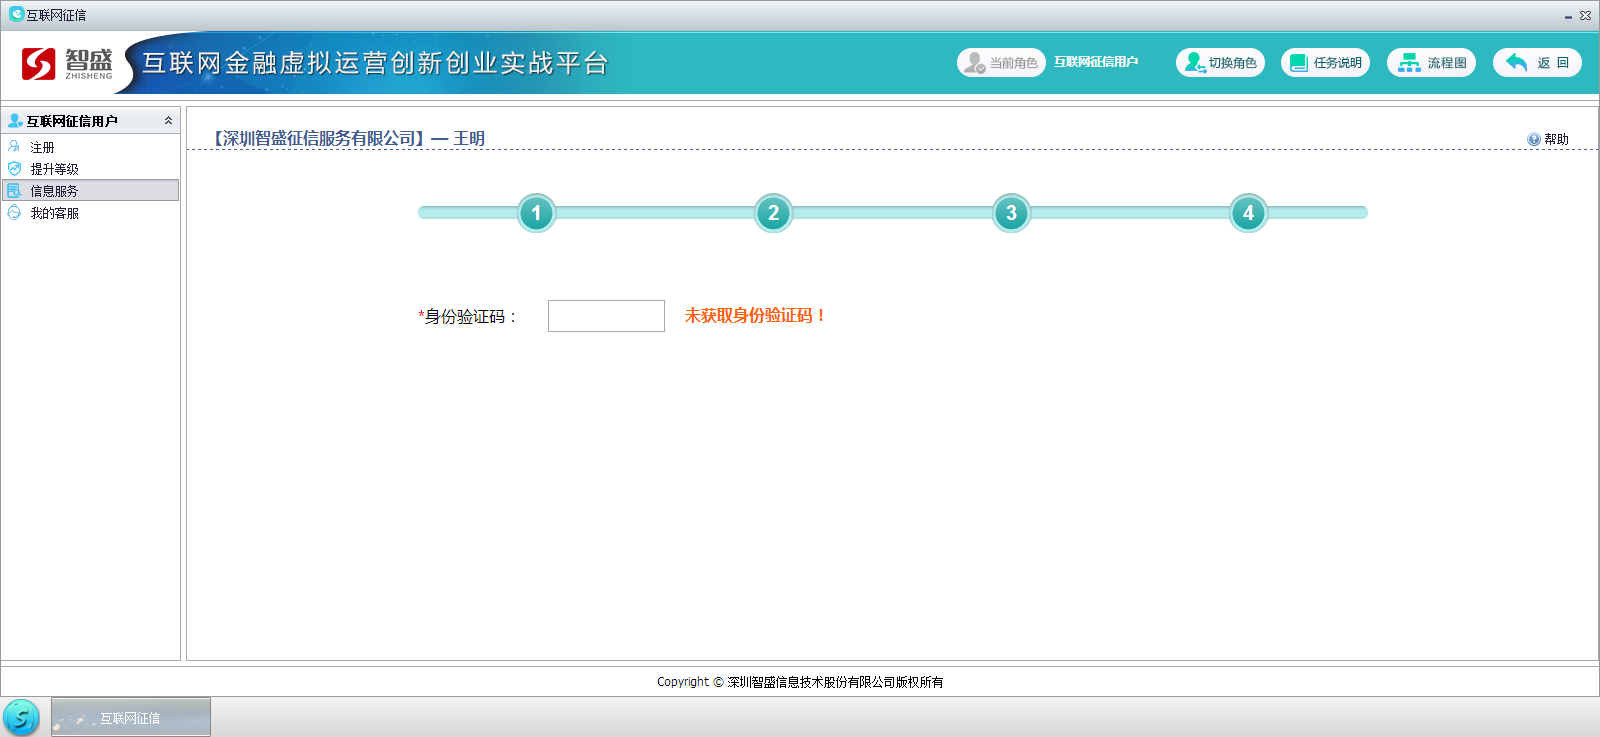 互联网征信
智盛
ZHISHENG
互联网金融虚拟运营创新创业实战平台
当前角色
互联网征信用户
切换角色
任务说明
流程图
返 回
互联网征信用户
注册
提升等级
信息服务
我的客服
【深圳智盛征信服务有限公司】— 王明
帮助
1
2
3
4
*身份验证码：
未获取身份验证码！
Copyright © 深圳智盛信息技术股份有限公司版权所有
互联网征信